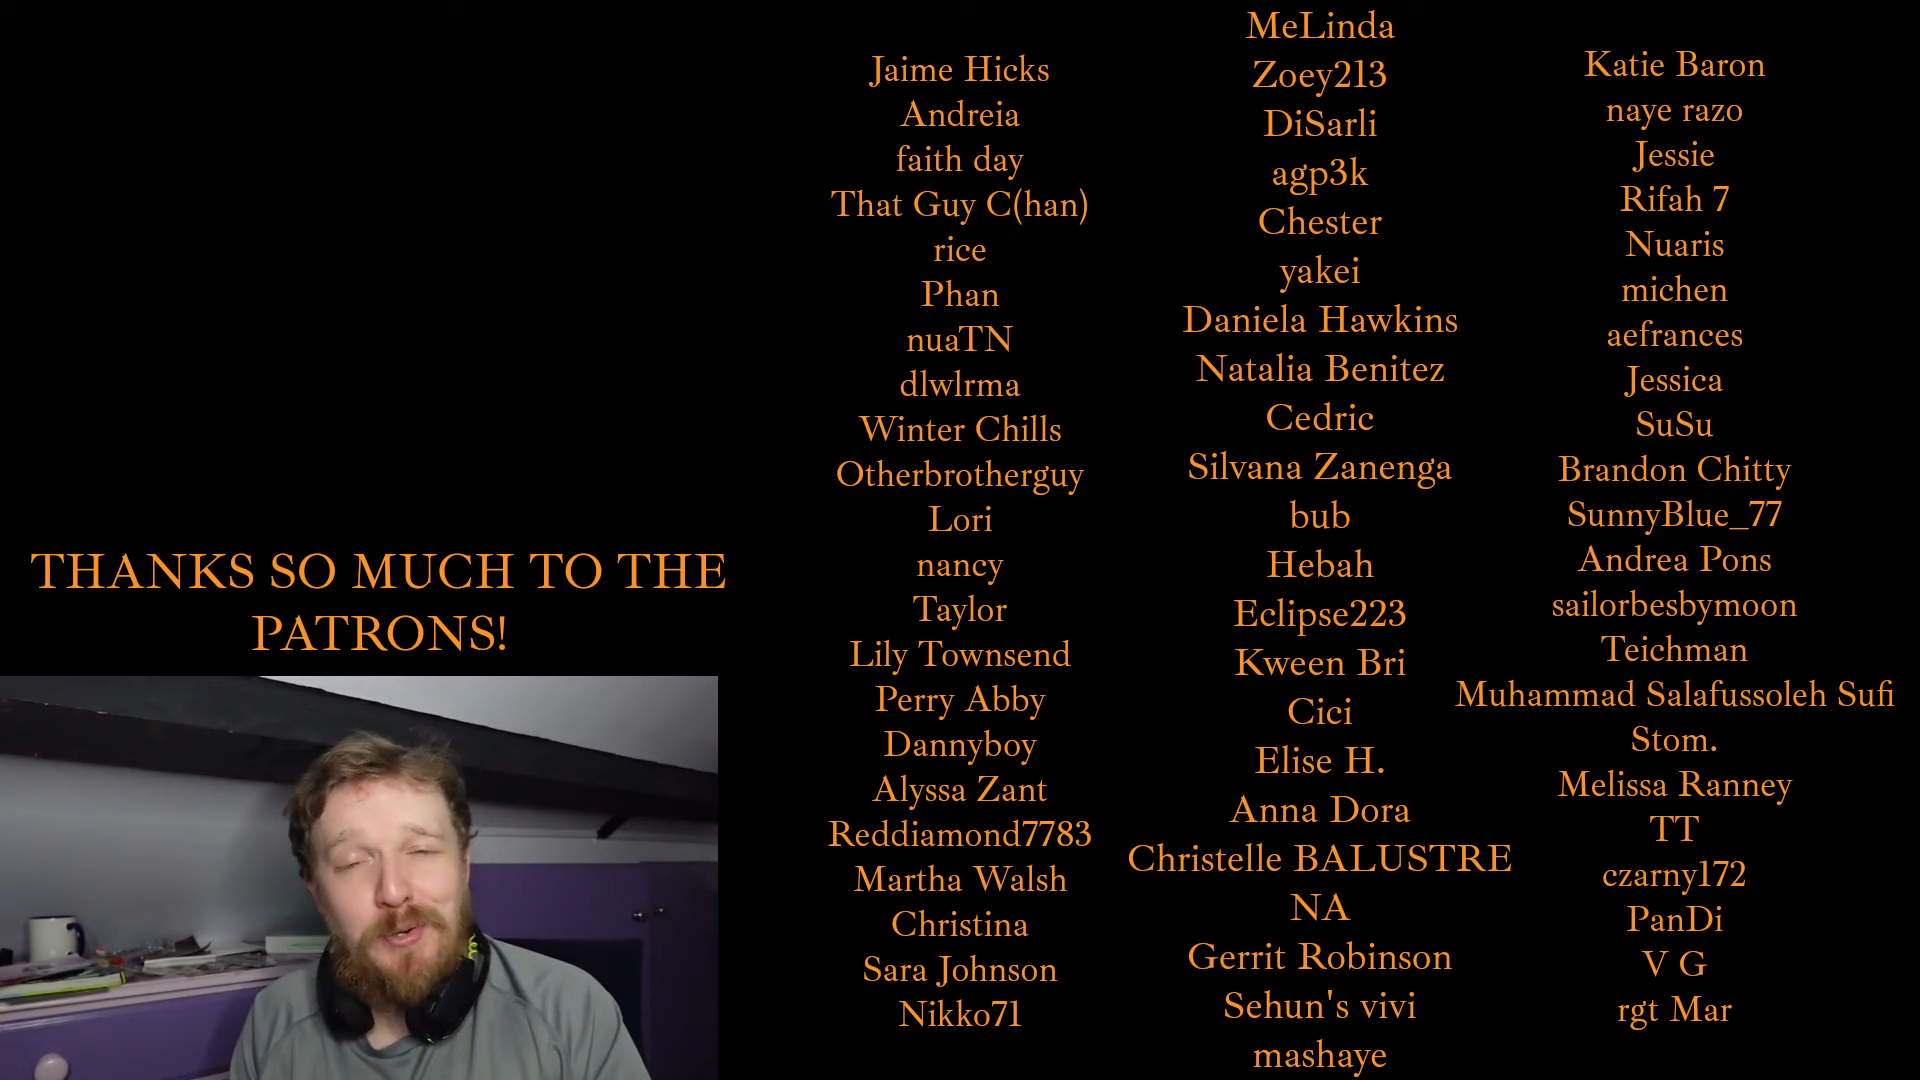 THANKS SO MUCH TO THE
PATRONS!
Jaime Hicks
Andreia
faith day
That Guy C(han)
rice
Phan
nuaTN
dlwlrma
Winter Chills
Otherbrotherguy
Lori
nancy
Taylor
Lily Townsend
Perry Abby
Dannyboy
Alyssa Zant
Reddiamond7783
Martha Walsh
Christina
Sara Johnson
Nikko71
MeLinda
Zoey213
DiSarli
agp3k
Chester
yakei
Daniela Hawkins
Natalia Benitez
Cedric
Silvana Zanenga
bub
Hebah
Eclipse223
Kween Bri
Cici
Elise H.
Anna Dora
Christelle BALUSTRE
NA
Gerrit Robinson
Sehun's vivi
mashaye
Katie Baron
naye razo
Jessie
Rifah 7
Nuaris
michen
aefrances
Jessica
SuSu
Brandon Chitty
SunnyBlue_77
Andrea Pons
sailorbesbymoon
Teichman
Muhammad Salafussoleh Sufi
Stom.
Melissa Ranney
TT
czarny172
PanDi
V G
rgt Mar